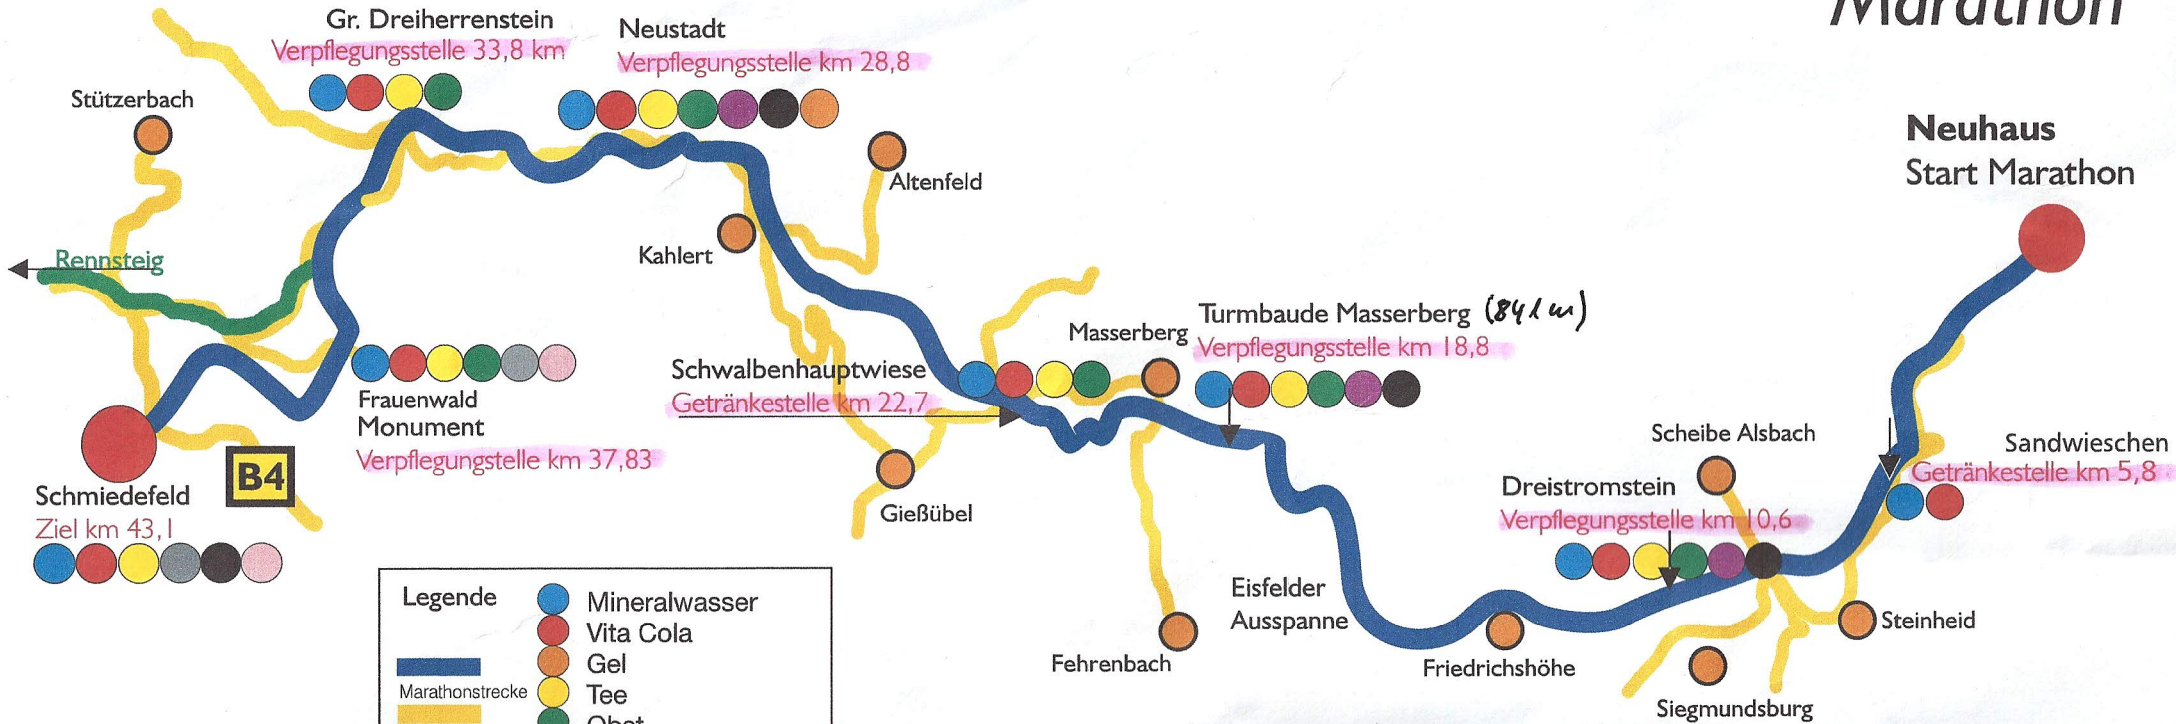 Marathon
Gr. Dreiherrenstein
Verpflegungsstelle 33,8 km
Neustadt
Verpflegungsstelle km 28,8
Stützerbach
Neuhaus
Start Marathon
Altenfeld
Kahlert
Rennsteig
Turmbaude Masserberg (841 m)
Verpflegungsstelle km 18,8
Masserberg
Schwalbenhauptwiese
Getränkestelle km 22,7
Frauenwald
Monument
Verpflegungstelle km 37,83
Scheibe Alsbach
Sandwieschen
Getränkestelle km 5,8
B4
Schmiedefeld
Ziel km 43,1
Gießübel
Dreistromstein
Verpflegungsstelle km 10,6
Eisfelder
Ausspanne
Steinheid
Fehrenbach
Friedrichshöhe
Siegmundsburg
Legende
Mineralwasser
Vita Cola
Gel
Marathonstrecke
Tee
Obst